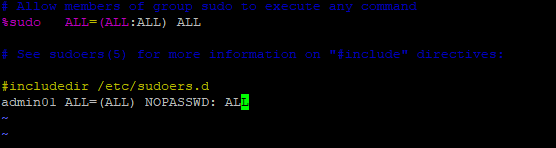 # Allow members of group sudo to execute any command
%sudo   ALL=(ALL:ALL) ALL
# See sudoers(5) for more information on "#include" directives:
#includedir /etc/sudoers.d
admin01 ALL=(ALL) NOPASSWD: ALL
~
~